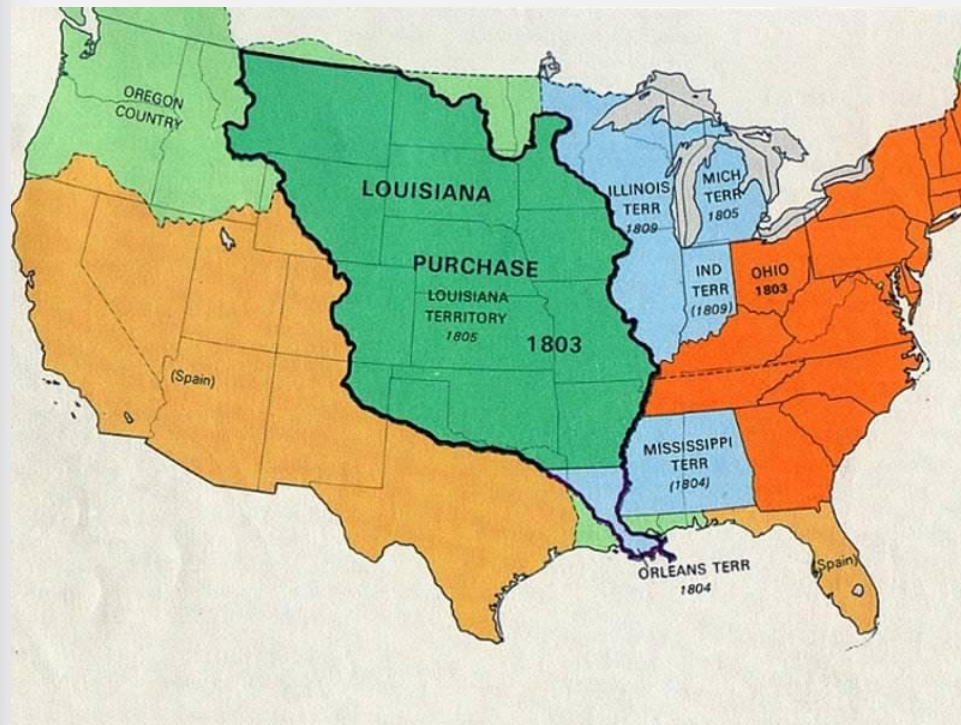 OREGON
COUNTRY
LOUISIANA
PURCHASE
LOUISIANA
TERRITORY
1805
1803
ILLINOIS
TERR
1809
MICH
TERR
1805
IND
TERR
(1809)
OHIO
1803
(Spain)
MISSISSIPPI
TERR
(1804)
ORLEANS TERR
1804
(Spain)